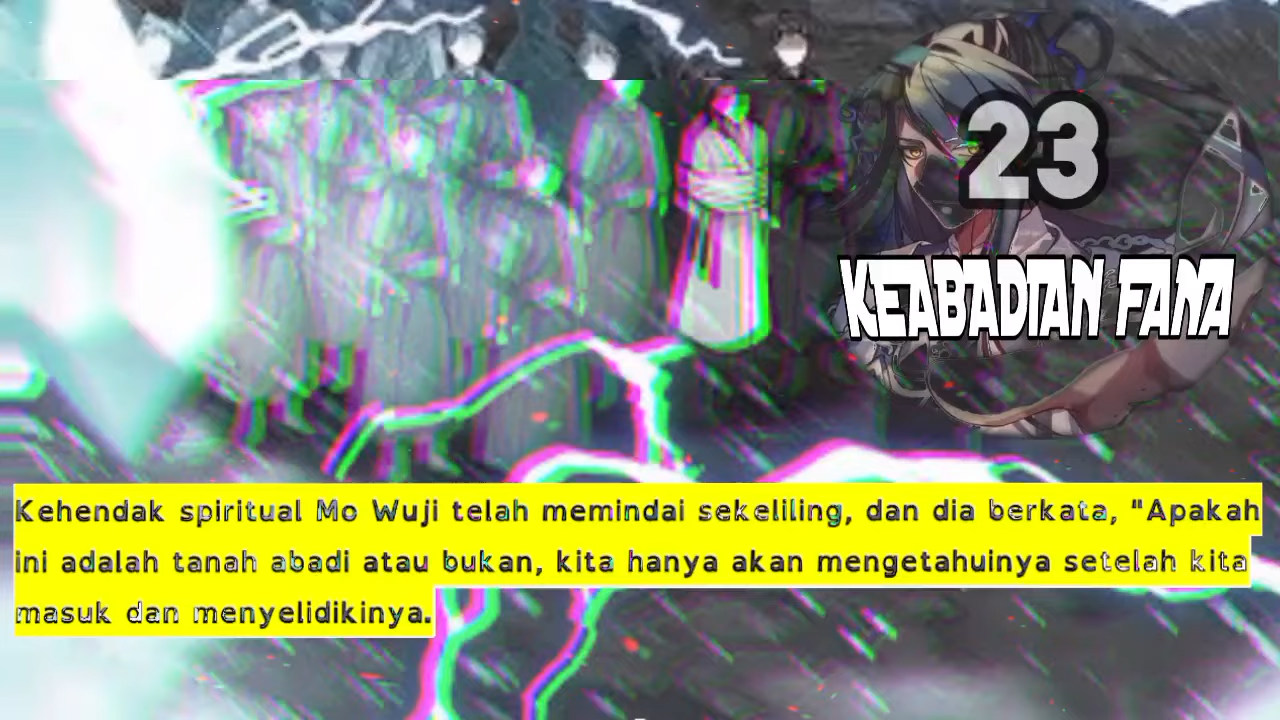 23
KEABADIAN FANA
Kehendak spiritual Mo Wuji telah memindai sekeliling, dan dia berkata, "Apakah
ini adalah tanah abadi atau bukan, kita hanya akan mengetahuinya setelah kita
masuk dan menyelidikinya.